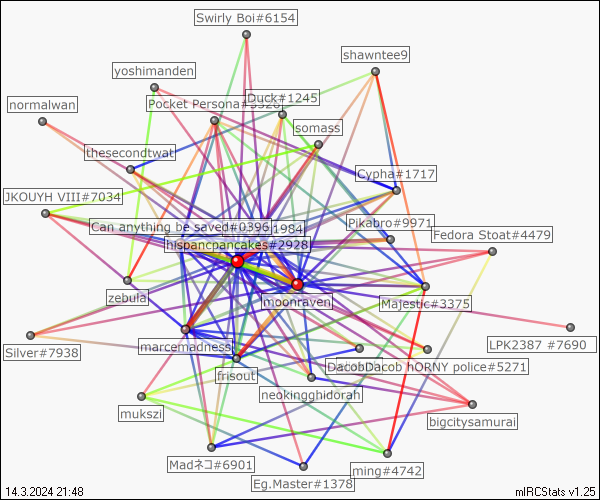 Swirly Boi#6154
shawntee9
yoshimanden
Duck#1245
normalwan
Pocket Persona#3326
somass
thesecondtwat
Cypha#1717
JKOUYH VIII#7034
Can anything be saved#0396
1984
Pikabro#9971
Fedora Stoat#4479
hispancpancakes#2928
zebula
moonraven
Majestic#3375
marcemadness
LPK2387 #7690
Silver#7938
frisout
DacobDacob hORNY police#5271
neokingghidorah
mukszi
bigcitysamurai
Madネコ#6901
ming#4742
Eg.Master#1378
14.3.2024 21:48
mIRCStats v1.25